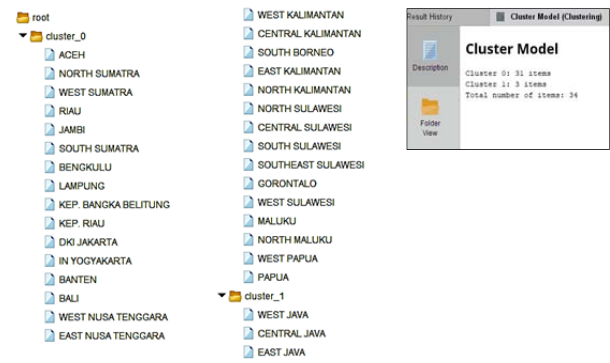 root
cluster_0
ACEH
NORTH SUMATRA
WEST SUMATRA
RIAU
JAMBI
SOUTH SUMATRA
BENGKULU
LAMPUNG
KEP. BANGKA BELITUNG
KEP. RIAU
DKI JAKARTA
IN YOGYAKARTA
BANTEN
BALI
WEST NUSA TENGGARA
EAST NUSA TENGGARA
WEST KALIMANTAN
CENTRAL KALIMANTAN
SOUTH BORNEO
EAST KALIMANTAN
NORTH KALIMANTAN
NORTH SULAWESI
CENTRAL SULAWESI
SOUTH SULAWESI
SOUTHEAST SULAWESI
GORONTALO
WEST SULAWESI
MALUKU
NORTH MALUKU
WEST PAPUA
PAPUA
cluster_1
WEST JAVA
CENTRAL JAVA
EAST JAVA
Result History
Cluster Model (Clustering)
Description
Folder
View
Cluster Model
Cluster 0: 31 items
Cluster 1: 3 items
Total number of items: 34